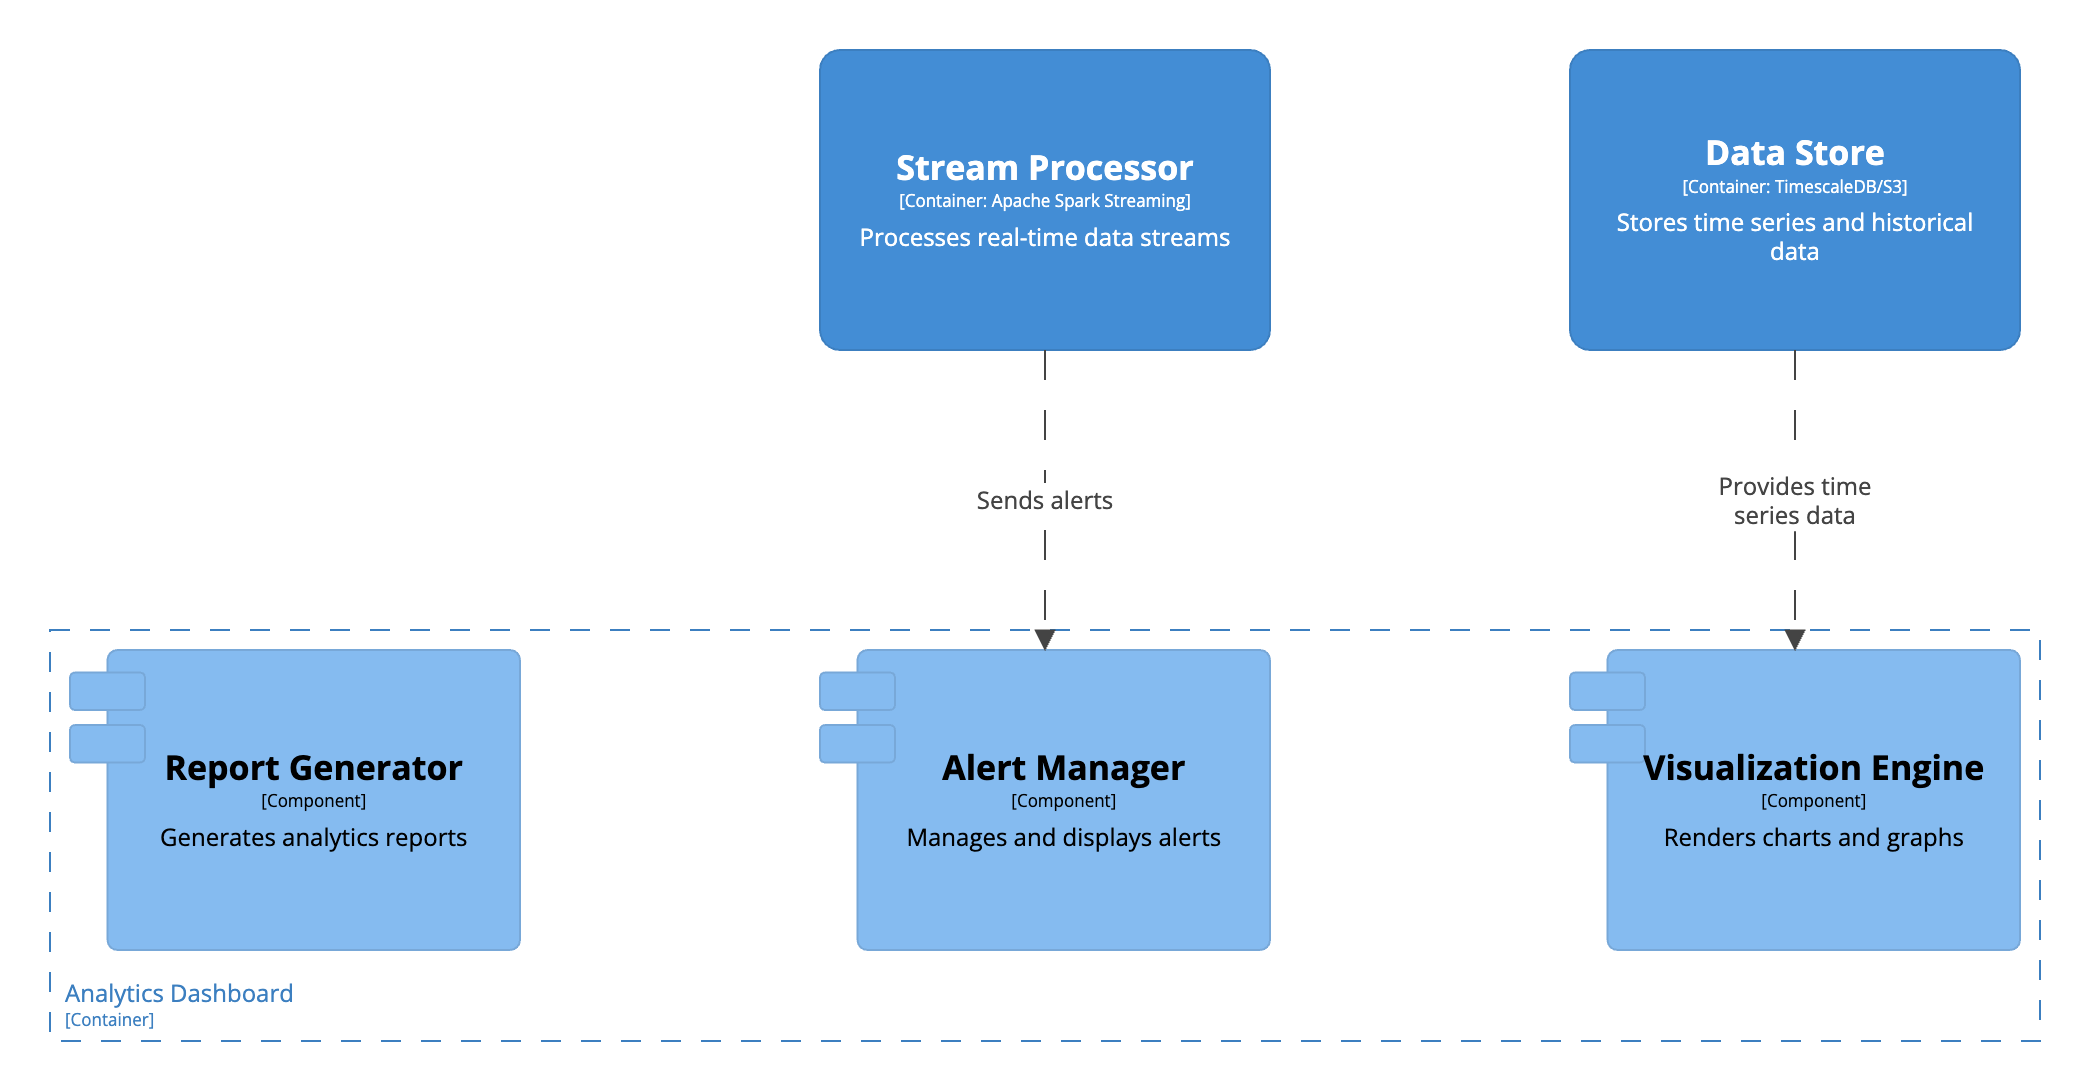 Stream Processor
[Container: Apache Spark Streaming]
Processes real-time data streams
Data Store
[Container: TimescaleDB/S3]
Stores time series and historical
data
Sends alerts
Provides time
series data
Report Generator
[Component]
Generates analytics reports
Alert Manager
[Component]
Manages and displays alerts
Visualization Engine
[Component]
Renders charts and graphs
Analytics Dashboard
[Container]